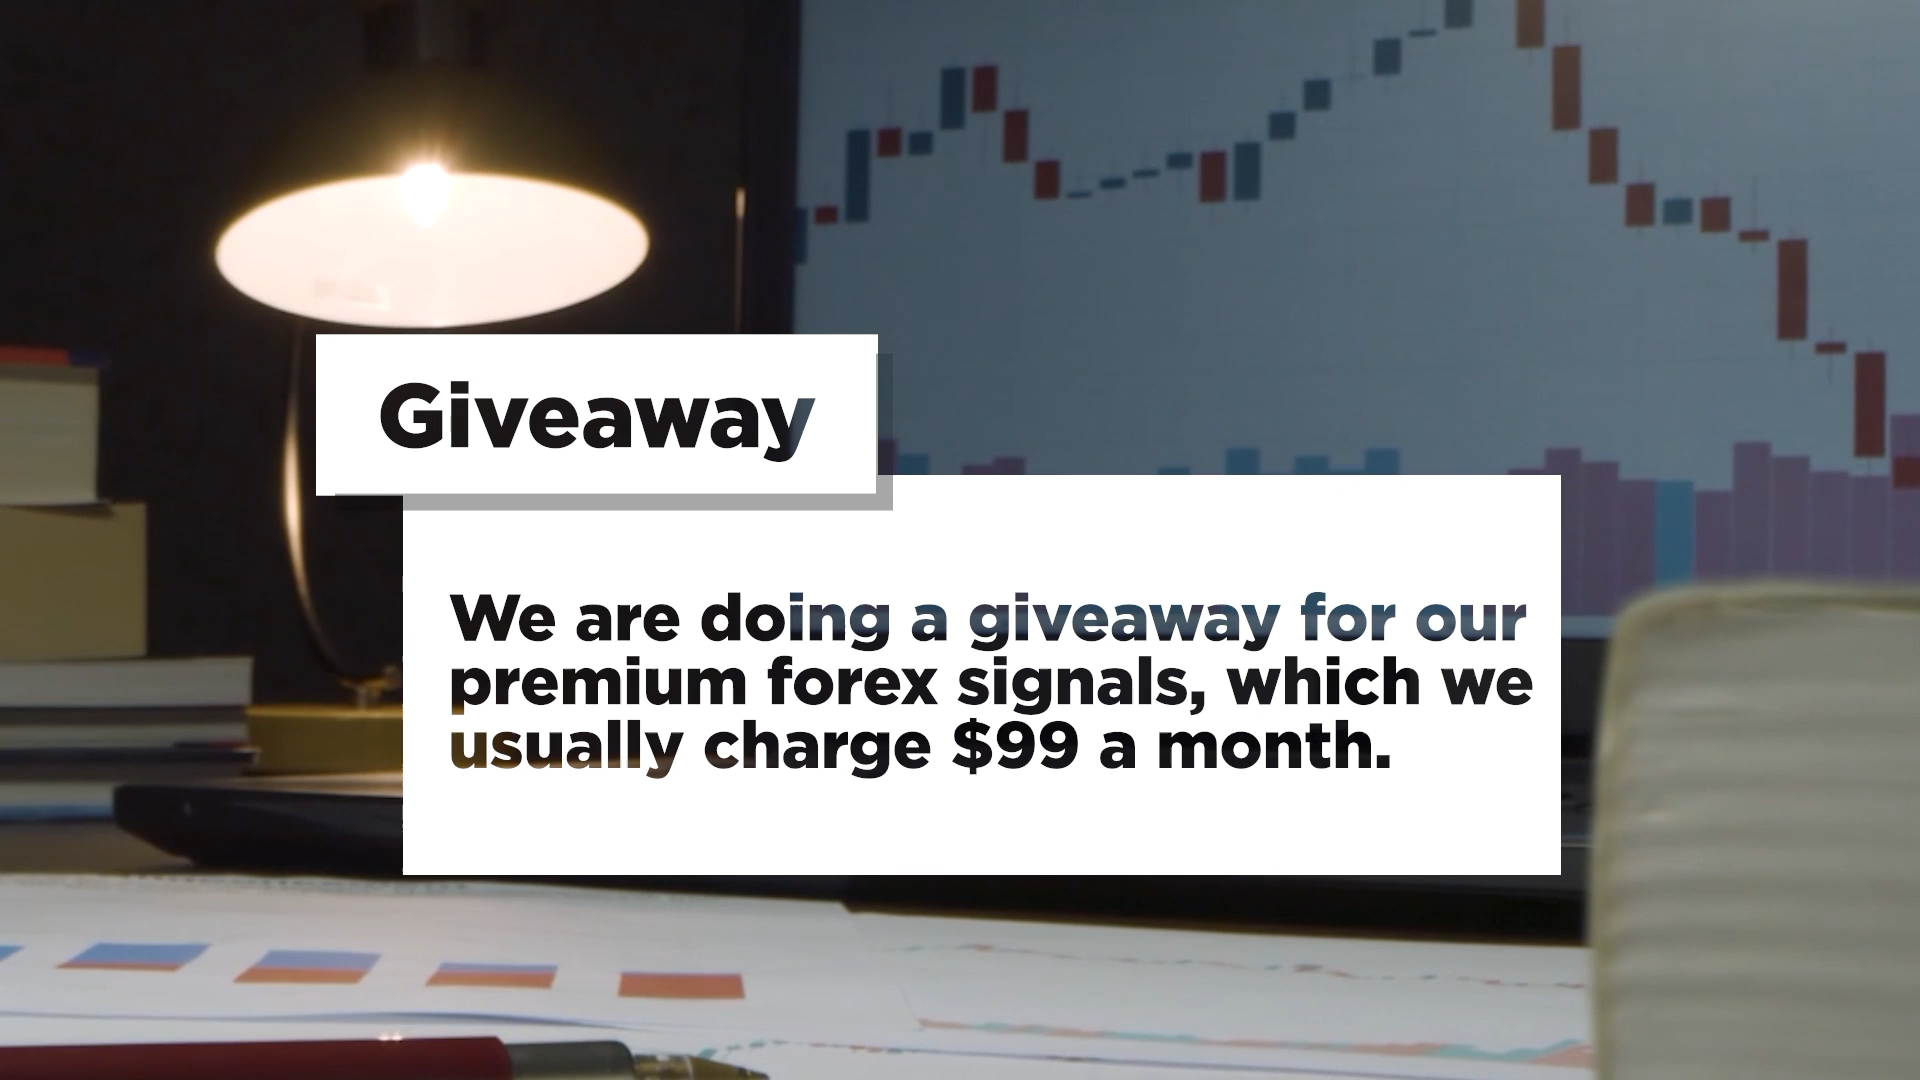 Giveaway
We are doing a giveaway for our
premium forex signals, which we
usually charge $99 a month.